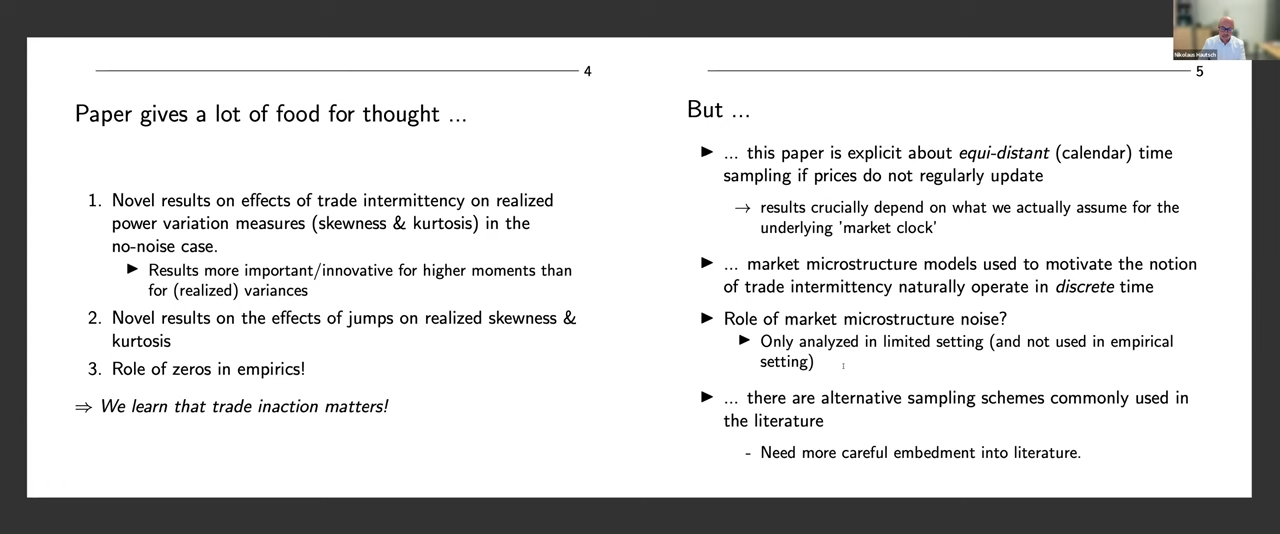 4
Paper gives a lot of food for thought ...
1. Novel results on effects of trade intermittency on realized
power variation measures (skewness & kurtosis) in the
no-noise case.
▶ Results more important/innovative for higher moments than
for (realized) variances
2. Novel results on the effects of jumps on realized skewness &
kurtosis
3. Role of zeros in empirics!
⇒ We learn that trade inaction matters!
5
But ...
▶ ... this paper is explicit about equi-distant (calendar) time
sampling if prices do not regularly update
→ results crucially depend on what we actually assume for the
underlying 'market clock'
▶ ... market microstructure models used to motivate the notion
of trade intermittency naturally operate in discrete time
▶ Role of market microstructure noise?
▶ Only analyzed in limited setting (and not used in empirical
setting)
▶ ... there are alternative sampling schemes commonly used in
the literature
- Need more careful embedment into literature.
Nikolaus Hautsch